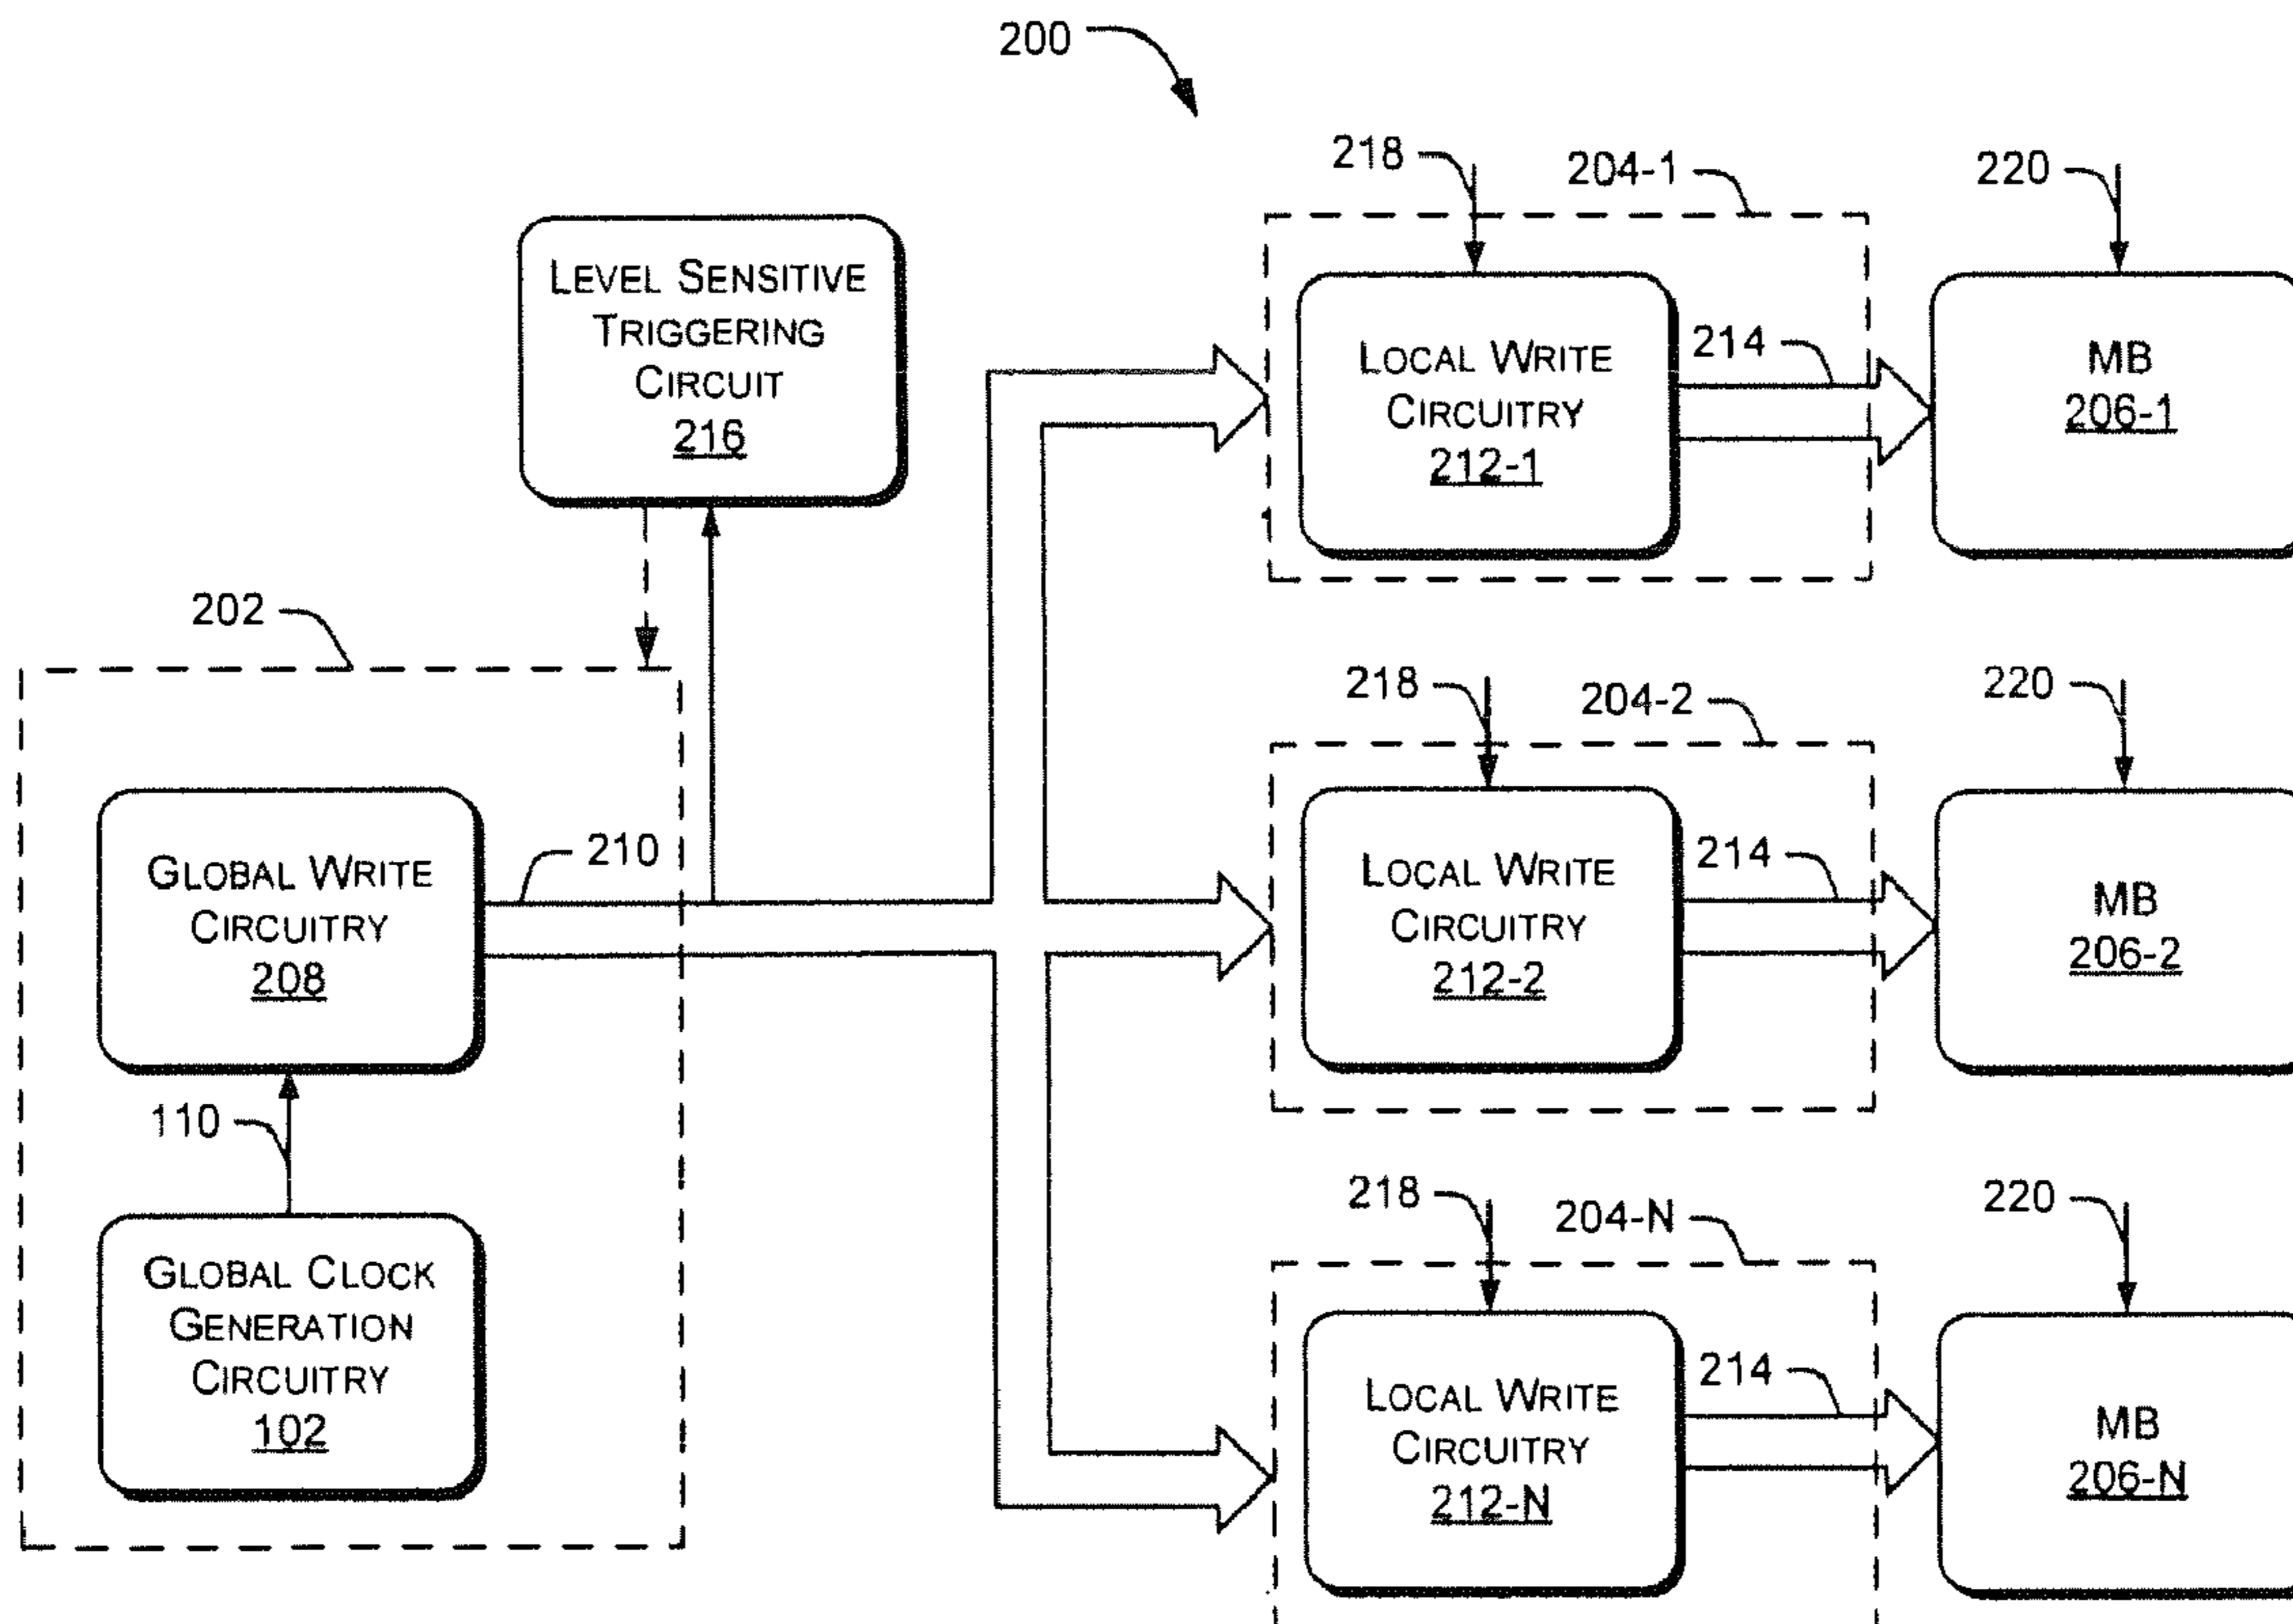 200
218
204-1
220
LEVEL SENSITIVE
TRIGGERING
CIRCUIT
216
LOCAL WRITE
CIRCUITRY
212-1
214
MB
206-1
202
218
204-2
220
GLOBAL WRITE
CIRCUITRY
208
210
LOCAL WRITE
CIRCUITRY
212-2
214
MB
206-2
110
218
204-N
220
GLOBAL CLOCK
GENERATION
CIRCUITRY
102
LOCAL WRITE
CIRCUITRY
212-N
214
MB
206-N